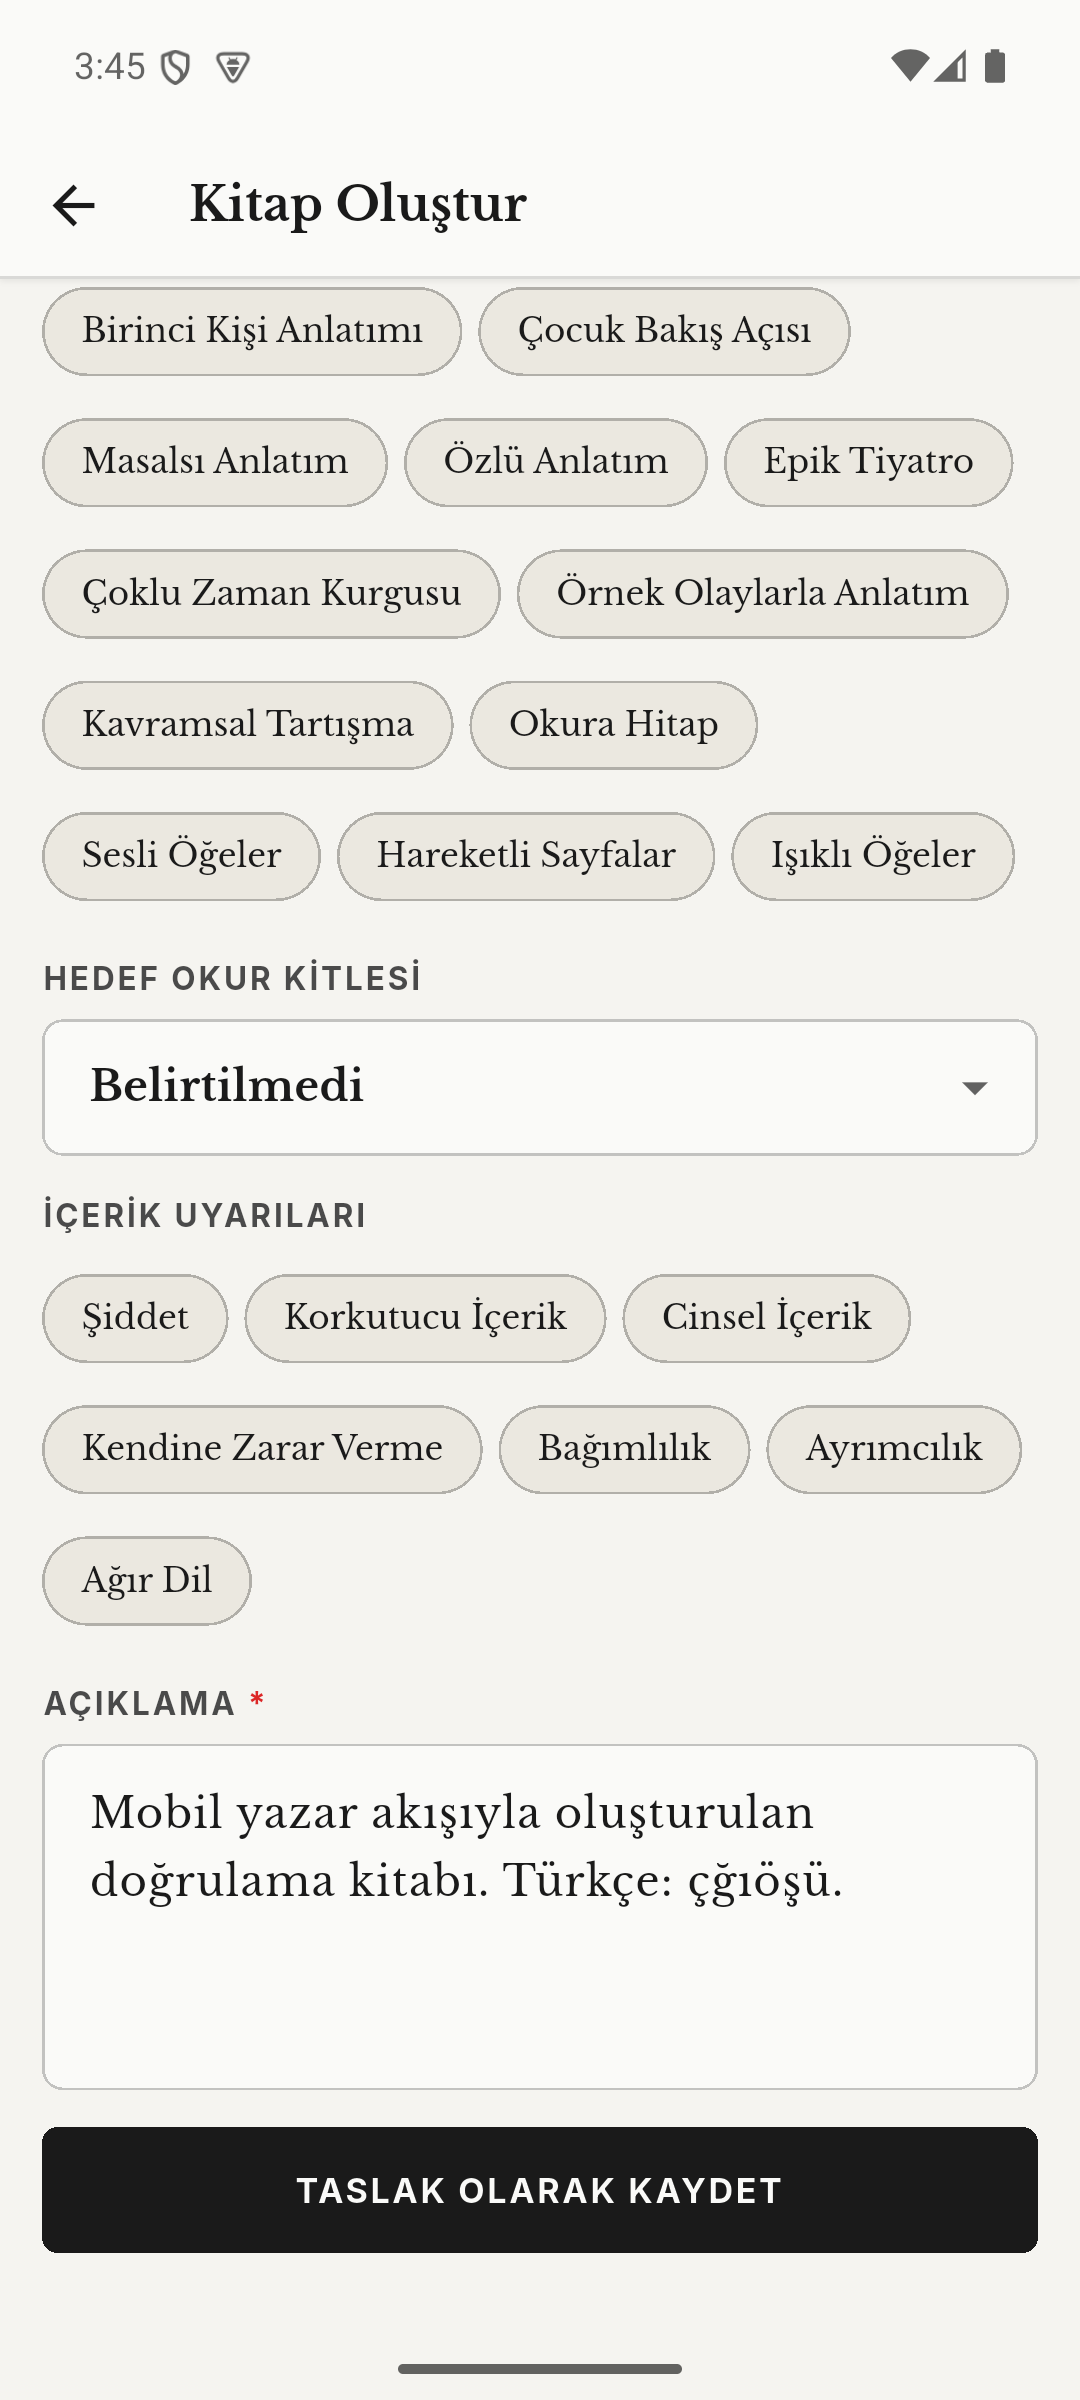 3:45
Kitap Oluştur
Birinci Kişi Anlatımı Çocuk Bakış Açısı
Masalsı Anlatım Özlü Anlatım Epik Tiyatro
Çoklu Zaman Kurgusu Örnek Olaylarla Anlatım
Kavramsal Tartışma Okura Hitap
Sesli Öğeler Hareketli Sayfalar Işıklı Öğeler
HEDEF OKUR KİTLESİ
Belirtilmedi
İÇERİK UYARILARI
Şiddet Korkutucu İçerik Cinsel İçerik
Kendine Zarar Verme Bağımlılık Ayrımcılık
Ağır Dil
AÇIKLAMA *
Mobil yazar akışıyla oluşturulan
doğrulama kitabı. Türkçe: çğıöşü.
TASLAK OLARAK KAYDET